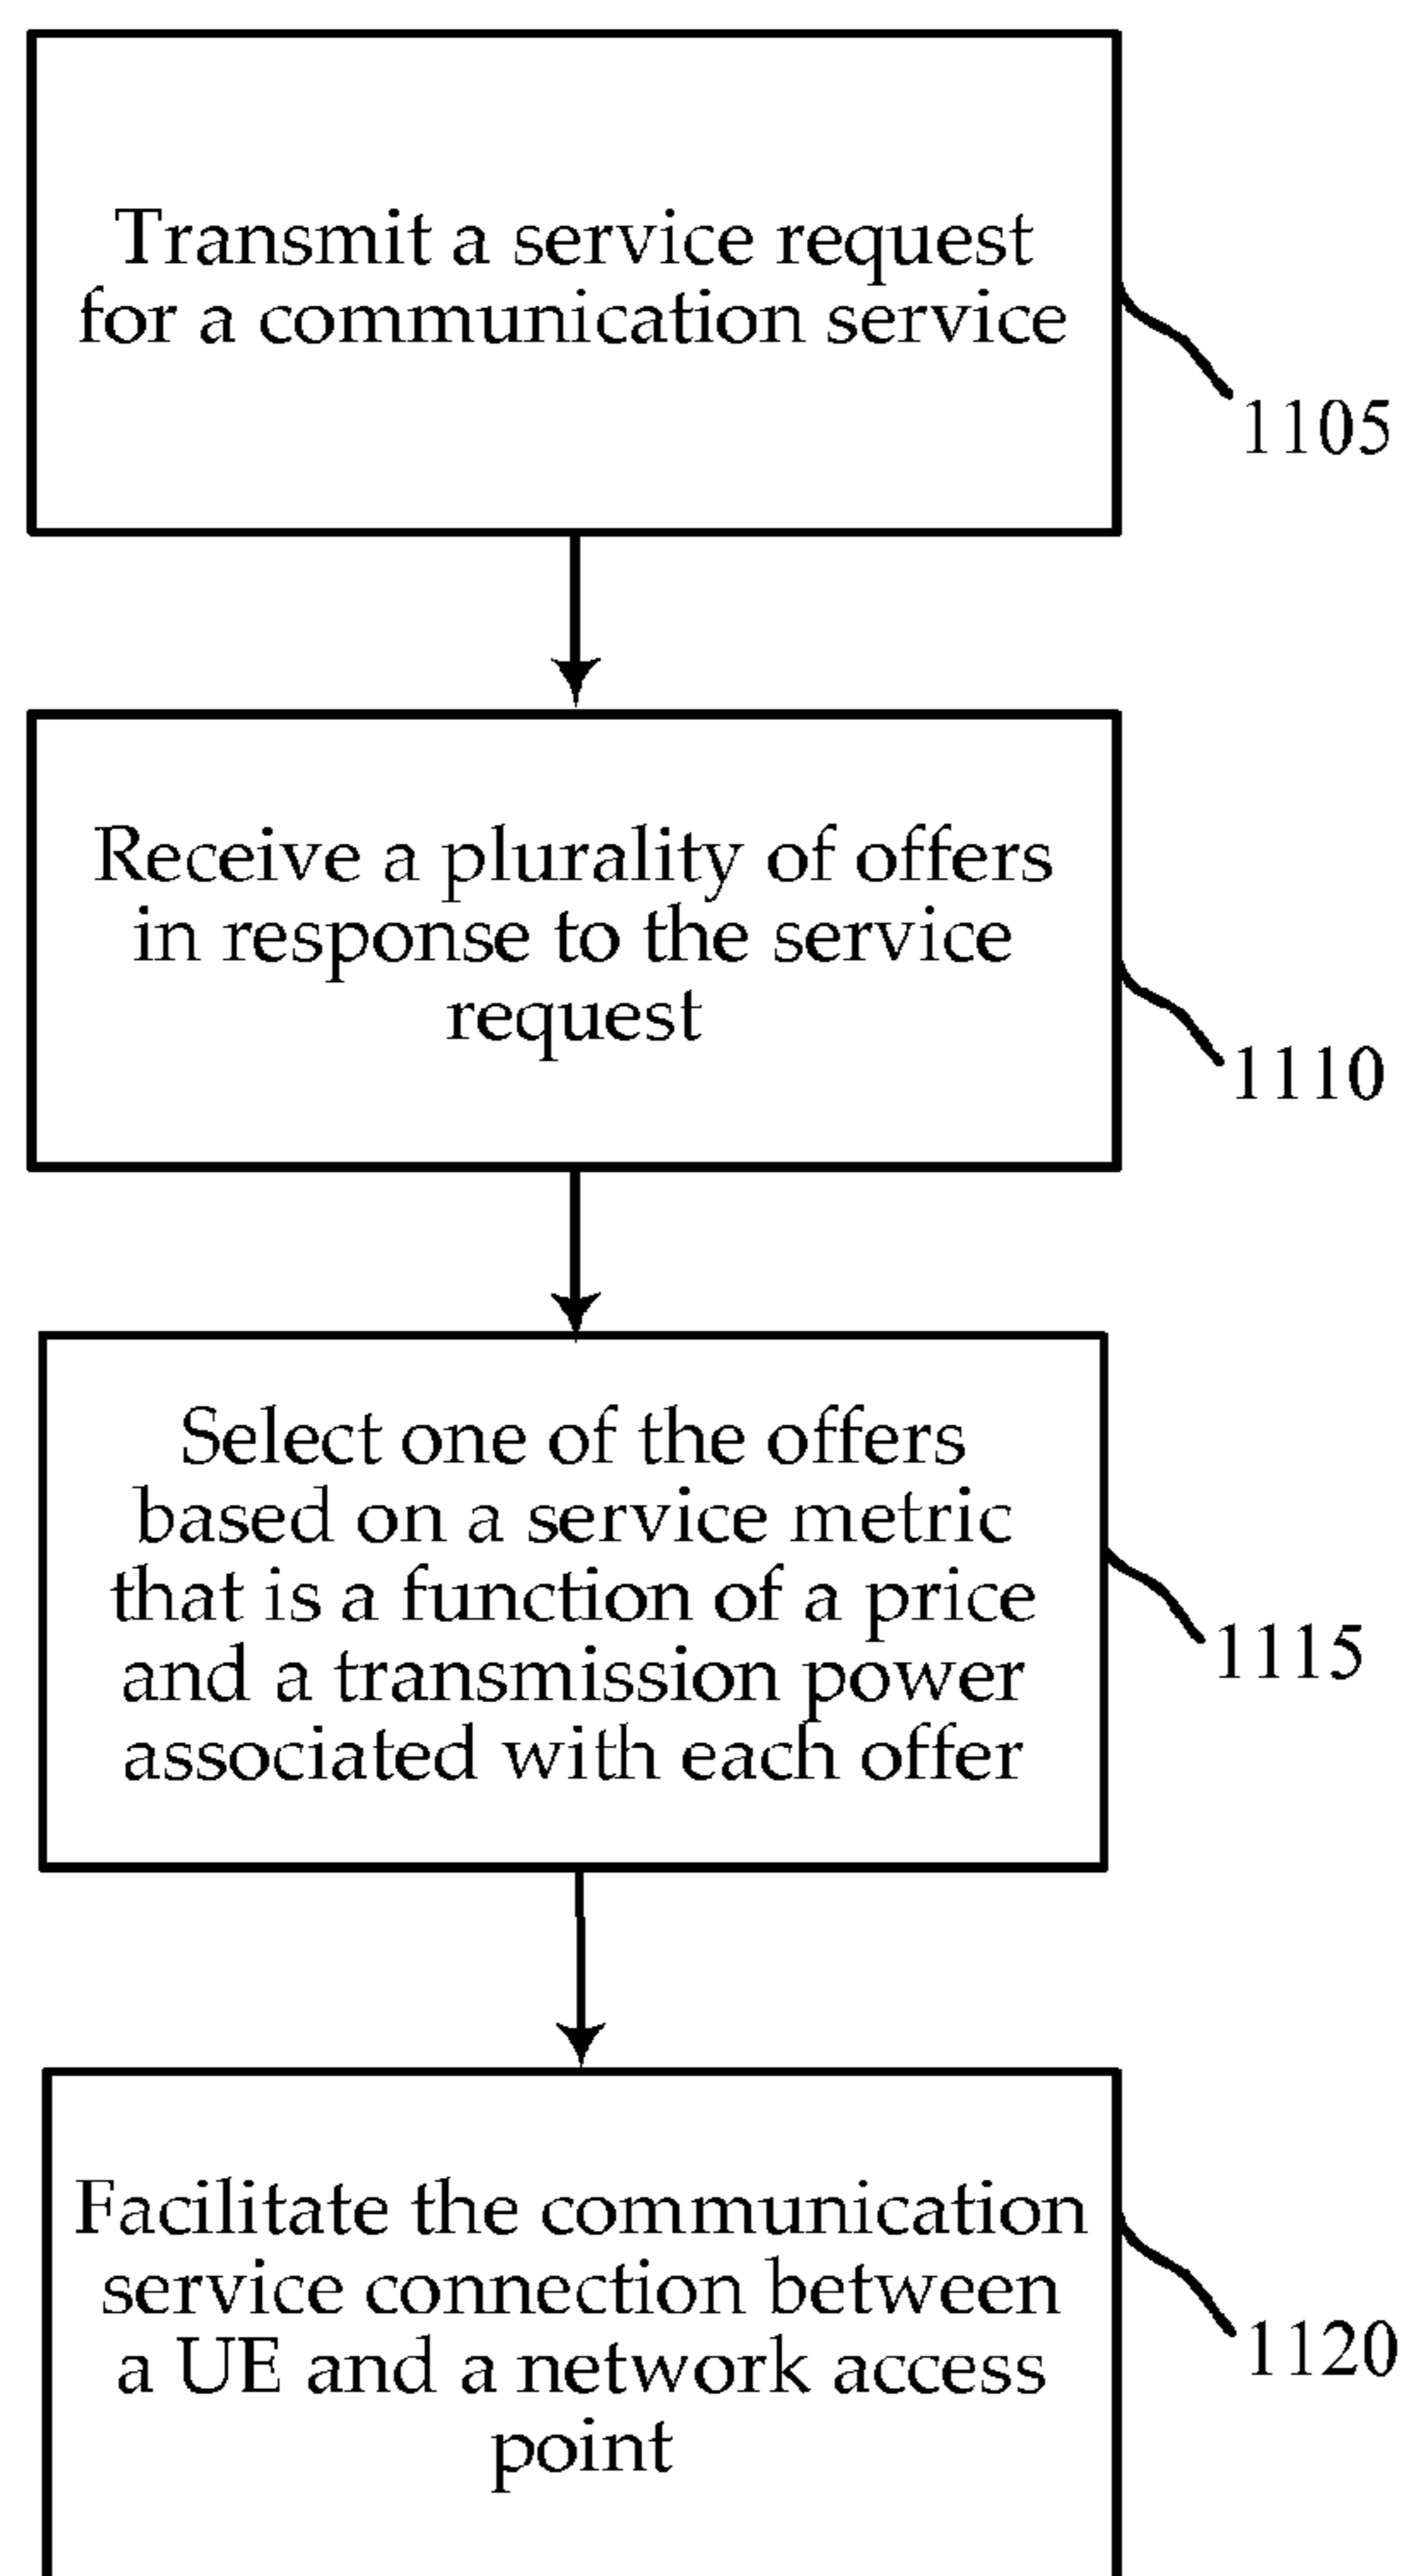 Transmit a service request
for a communication service
1105
Receive a plurality of offers
in response to the service
request
1110
Select one of the offers
based on a service metric
that is a function of a price
and a transmission power
associated with each offer
1115
Facilitate the communication
service connection between
a UE and a network access
point
1120